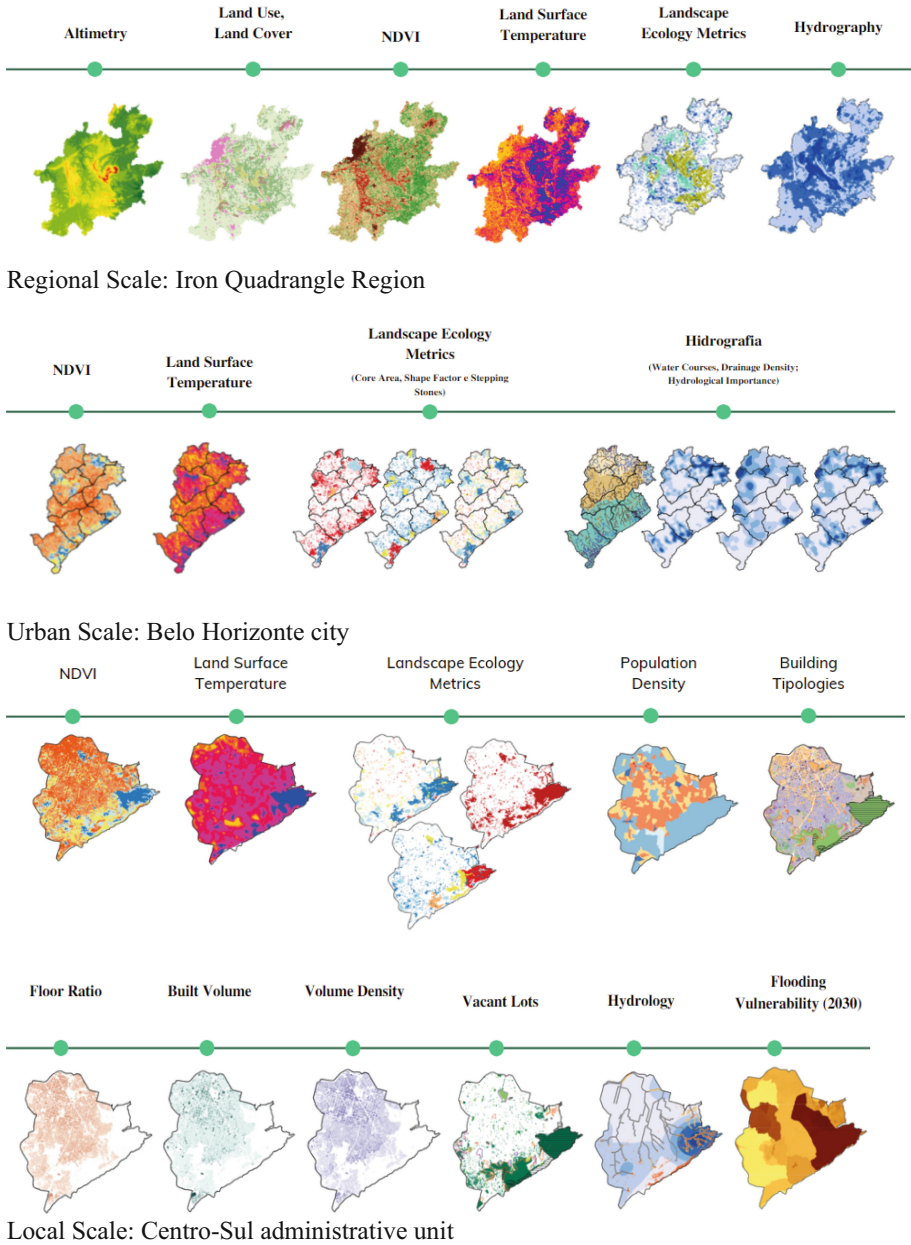 Altimetry
Land Use,
Land Cover
NDVI
Land Surface
Temperature
Landscape
Ecology Metrics
Hydrography
Regional Scale: Iron Quadrangle Region
NDVI
Land Surface
Temperature
Landscape Ecology
Metrics
(Core Area, Shape Factor e Stepping
Stones)
Hidrografia
(Water Courses, Drainage Density;
Hydrological Importance)
Urban Scale: Belo Horizonte city
NDVI
Land Surface
Temperature
Landscape Ecology
Metrics
Population
Density
Building
Tipologies
Floor Ratio
Built Volume
Volume Density
Vacant Lots
Hydrology
Flooding
Vulnerability (2030)
Local Scale: Centro-Sul administrative unit